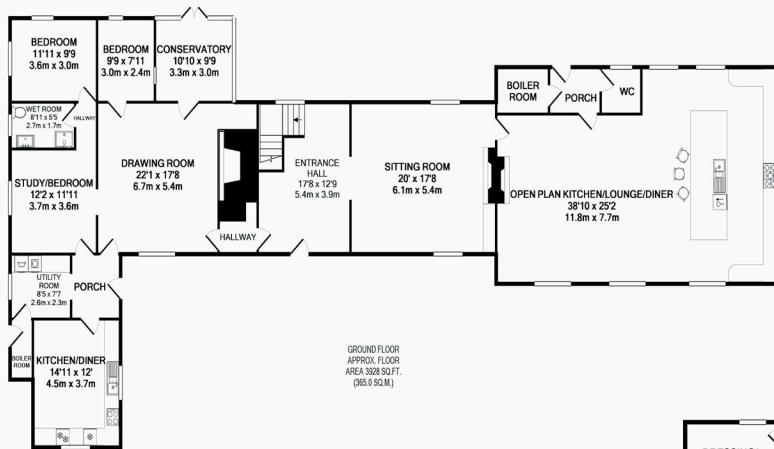 BEDROOM
11'11 x 9'9
3.6m x 3.0m
BEDROOM
9'9 x 7'11
3.0m x 2.4m
CONSERVATORY
10'10 x 9'9
3.3m x 3.0m
BOILER
ROOM
PORCH
WC
WET ROOM
8'11 x 5'5
2.7m x 1.7m
HALLWAY
DRAWING ROOM
22'1 x 17'8
6.7m x 5.4m
ENTRANCE
HALL
17'8 x 12'9
5.4m x 3.9m
SITTING ROOM
20' x 17'8
6.1m x 5.4m
STUDY/BEDROOM
12'2 x 11'11
3.7m x 3.6m
OPEN PLAN KITCHEN/LOUNGE/DINER
38'10 x 25'2
11.8m x 7.7m
HALLWAY
UTILITY
ROOM
8'5 x 7'7
2.6m x 2.3m
PORCH
BOILER
ROOM
KITCHEN/DINER
14'11 x 12'
4.5m x 3.7m
GROUND FLOOR
APPROX. FLOOR
AREA 3928 SQ.FT.
(365.0 SQ.M.)